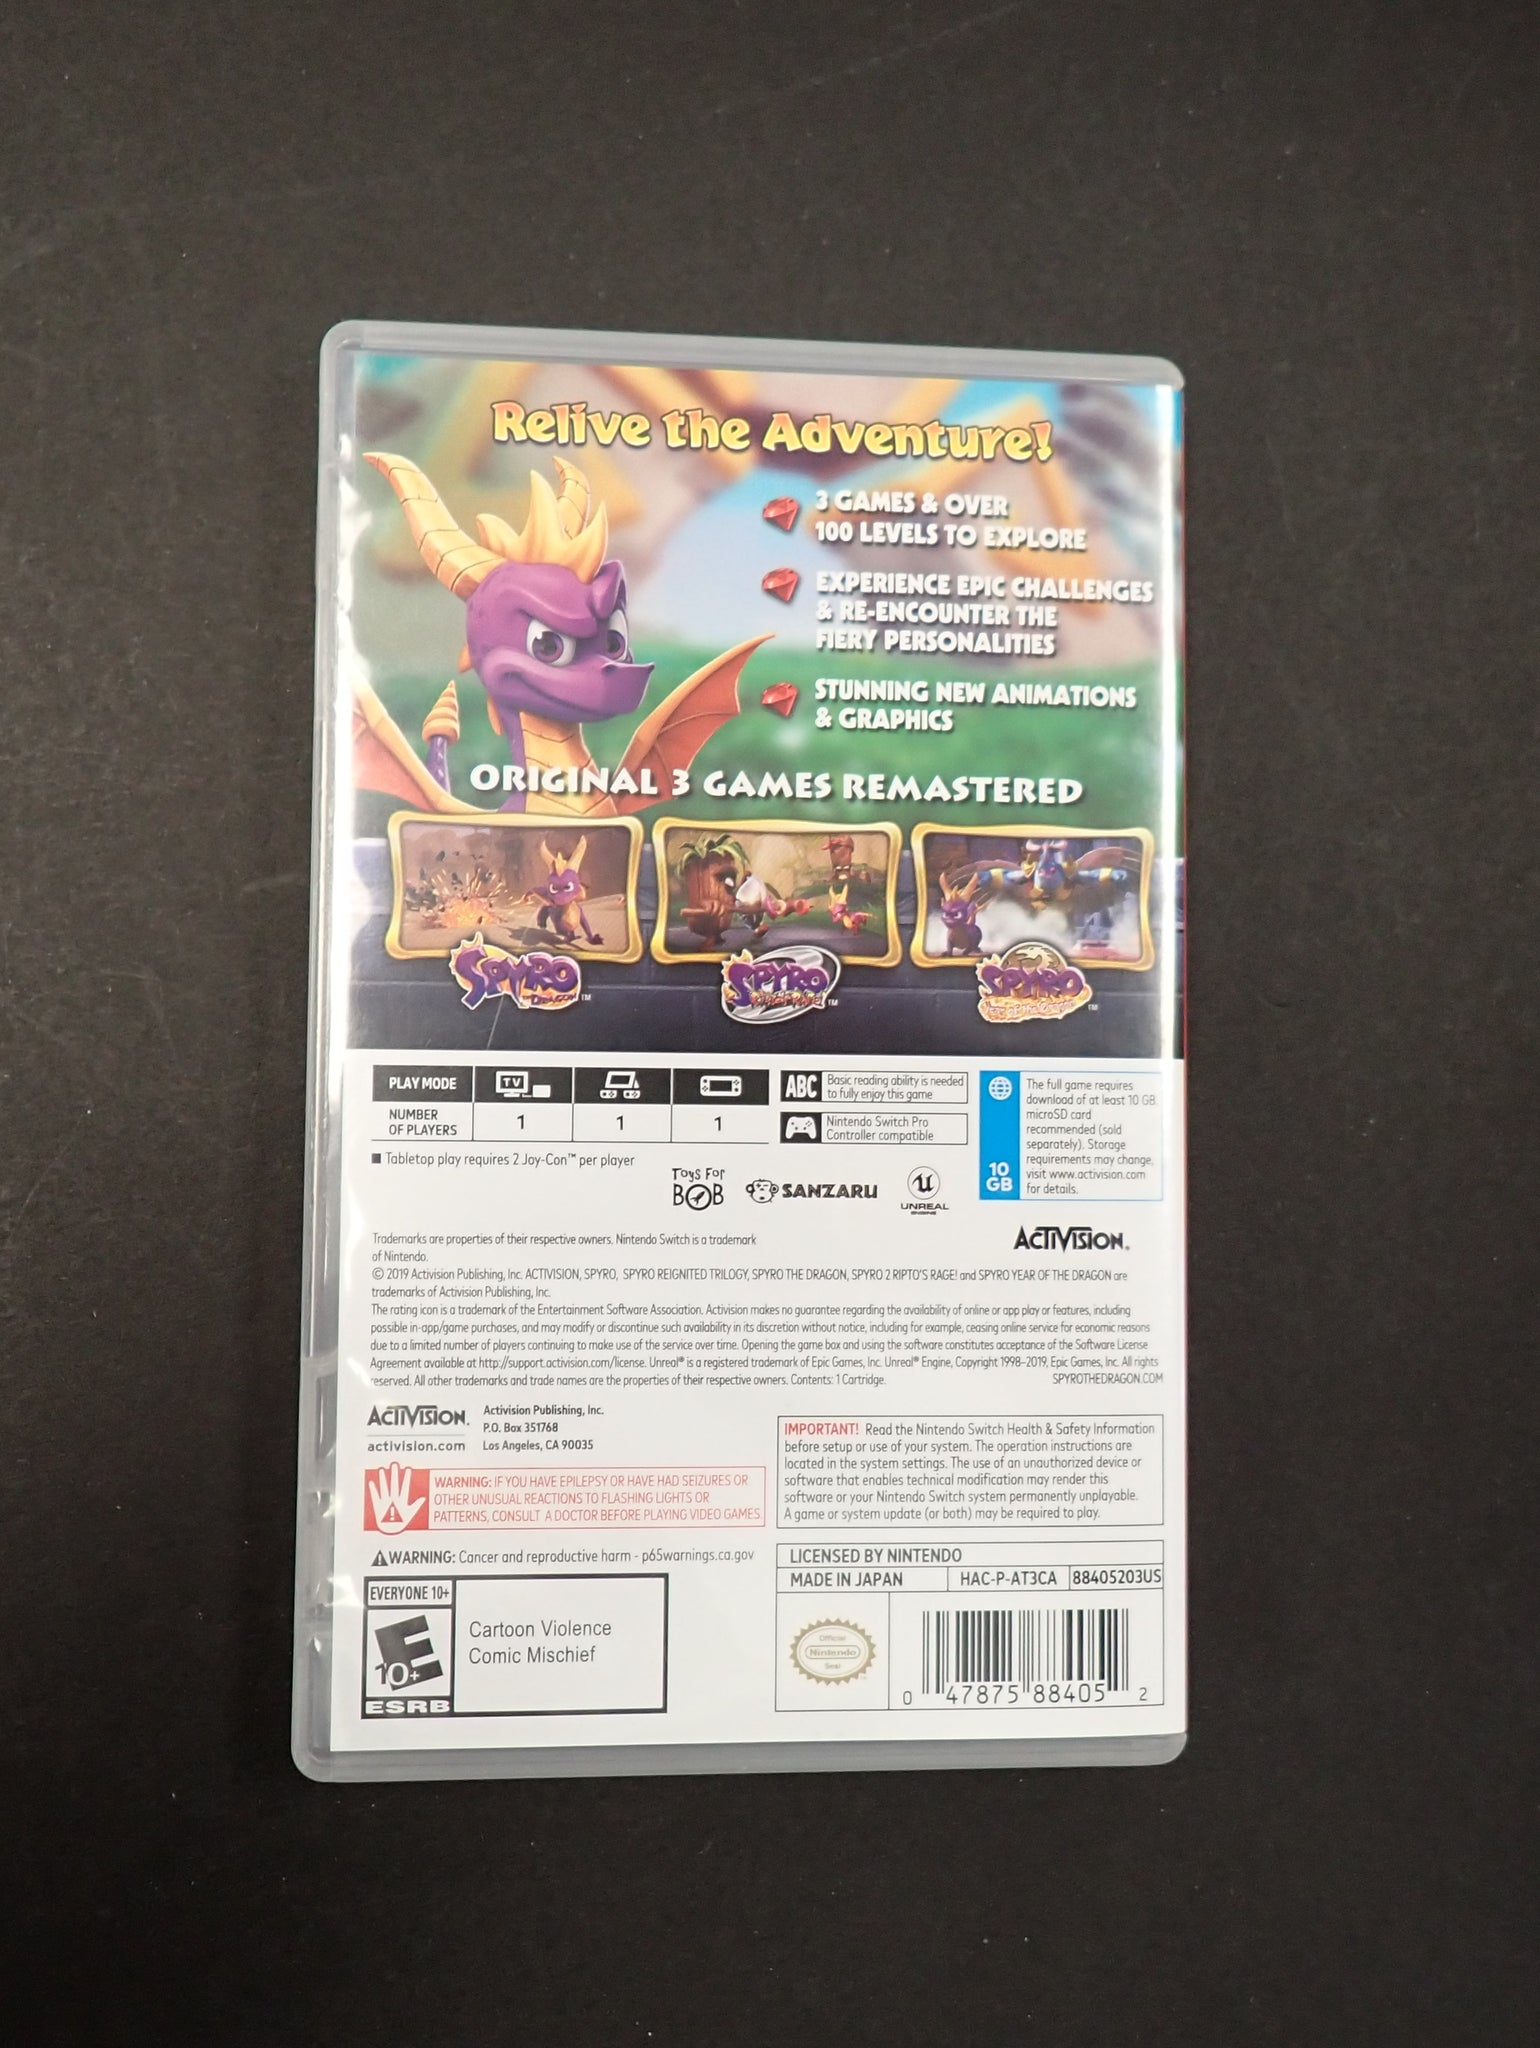 Relive the Adventure!
3 GAMES & OVER
100 LEVELS TO EXPLORE
EXPERIENCE EPIC CHALLENGES
& RE-ENCOUNTER THE
FIERY PERSONALITIES
STUNNING NEW ANIMATIONS
& GRAPHICS
ORIGINAL 3 GAMES REMASTERED
SPYRO THE DRAGON™
SPYRO 2 RIPTO'S RAGE!™
SPYRO Year of the Dragon™
PLAY MODE
TV
NUMBER
OF PLAYERS
1
1
1
■ Tabletop play requires 2 Joy-Con™ per player
ABC
Basic reading ability is needed
to fully enjoy this game
Nintendo Switch Pro
Controller compatible
10
GB
The full game requires
download of at least 10 GB.
microSD card
recommended (sold
separately). Storage
requirements may change,
visit www.activision.com
for details.
TOYS FOR
BOB
SANZARU
UNREAL
ENGINE
ACTIVISION.
Trademarks are properties of their respective owners. Nintendo Switch is a trademark
of Nintendo.
© 2019 Activision Publishing, Inc. ACTIVISION, SPYRO, SPYRO REIGNITED TRILOGY, SPYRO THE DRAGON, SPYRO 2 RIPTO'S RAGE! and SPYRO YEAR OF THE DRAGON are
trademarks of Activision Publishing, Inc.
The rating icon is a trademark of the Entertainment Software Association. Activision makes no guarantee regarding the availability of online or app play or features, including
possible in-app/game purchases, and may modify or discontinue such availability in its discretion without notice, including for example, ceasing online service for economic reasons
due to a limited number of players continuing to make use of the service over time. Opening the game box and using the software constitutes acceptance of the Software License
Agreement available at http://support.activision.com/license. Unreal® is a registered trademark of Epic Games, Inc. Unreal® Engine, Copyright 1998–2019, Epic Games, Inc. All rights
reserved. All other trademarks and trade names are the properties of their respective owners. Contents: 1 Cartridge.
SPYROTHEDRAGON.COM
ACTIVISION.
activision.com
Activision Publishing, Inc.
P.O. Box 351768
Los Angeles, CA 90035
WARNING: IF YOU HAVE EPILEPSY OR HAVE HAD SEIZURES OR
OTHER UNUSUAL REACTIONS TO FLASHING LIGHTS OR
PATTERNS, CONSULT A DOCTOR BEFORE PLAYING VIDEO GAMES.
WARNING: Cancer and reproductive harm - p65warnings.ca.gov
IMPORTANT! Read the Nintendo Switch Health & Safety Information
before setup or use of your system. The operation instructions are
located in the system settings. The use of an unauthorized device or
software that enables technical modification may render this
software or your Nintendo Switch system permanently unplayable.
A game or system update (or both) may be required to play.
EVERYONE 10+
E
10+
ESRB
Cartoon Violence
Comic Mischief
LICENSED BY NINTENDO
MADE IN JAPAN
HAC-P-AT3CA
88405203US
Official
Nintendo
Seal
0 47875 88405 2